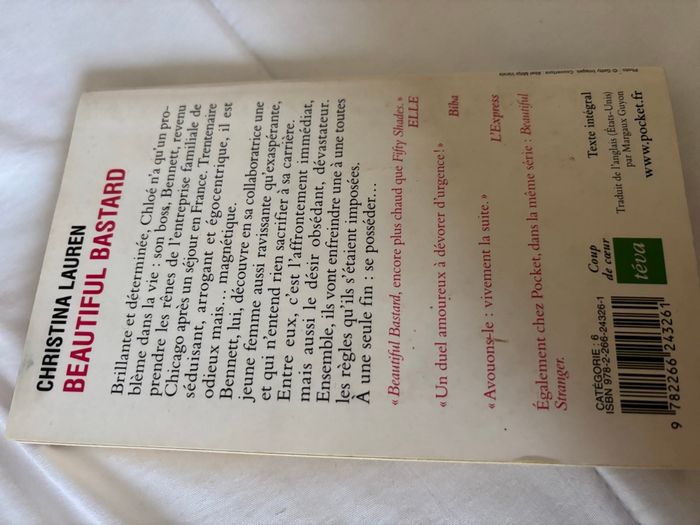 CHRISTINA LAUREN
BEAUTIFUL BASTARD
Brillante et déterminée, Chloé n'a qu'un pro-
blème dans la vie : son boss, Bennett, revenu
prendre les rênes de l'entreprise familiale de
Chicago après un séjour en France. Trentenaire
séduisant, arrogant et égocentrique, il est
odieux mais... magnétique.
Bennett, lui, découvre en sa collaboratrice une
jeune femme aussi ravissante qu'exaspérante,
et qui n'entend rien sacrifier à sa carrière.
Entre eux, c'est l'affrontement immédiat,
mais aussi le désir obsédant, dévastateur.
Ensemble, ils vont enfreindre une à une toutes
les règles qu'ils s'étaient imposées.
À une seule fin : se posséder...
« Beautiful Bastard, encore plus chaud que Fifty Shades. »
ELLE
« Un duel amoureux à dévorer d'urgence ! »
Biba
« Avouons-le : vivement la suite. »
L'Express
Également chez Pocket, dans la même série : Beautiful
Stranger.
Texte intégral
Traduit de l'anglais (États-Unis)
par Margaux Guyon
www.pocket.fr
Coup
de cœur
téva
CATÉGORIE : 6
ISBN 978-2-266-24326-1
9 782266 243261
Photo : © Getty Images. Couverture :